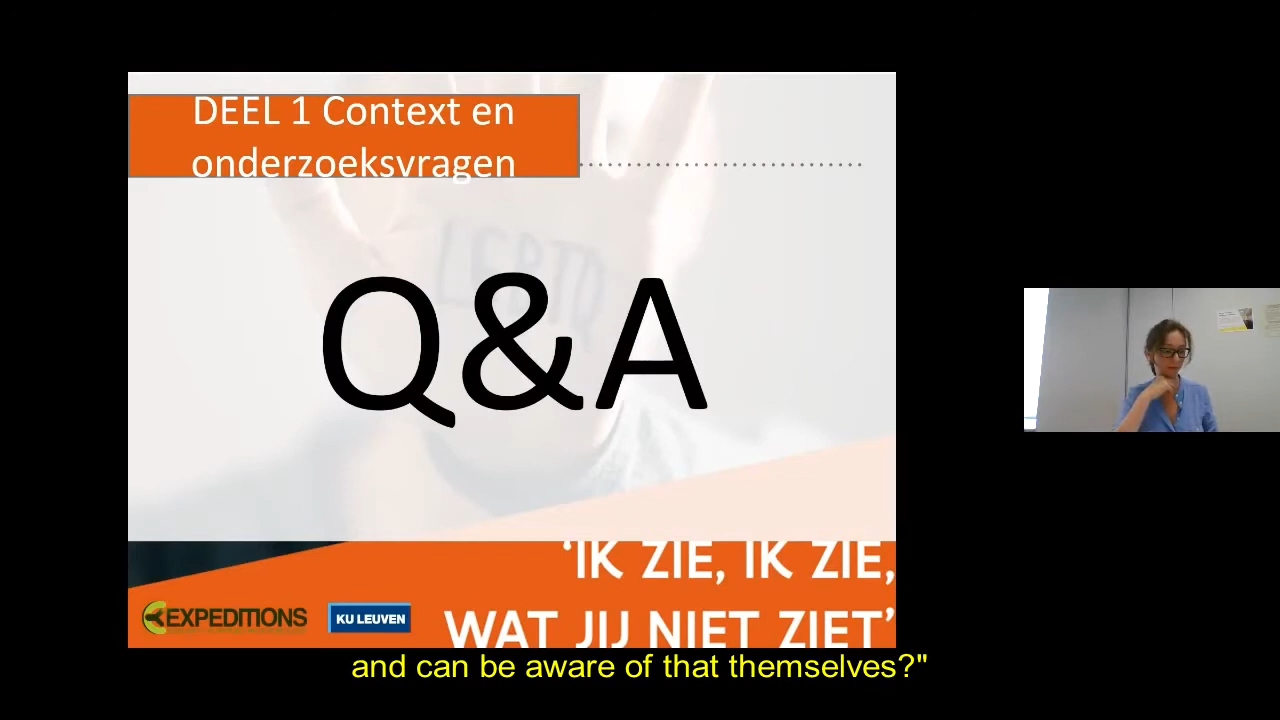 DEEL 1 Context en
onderzoeksvragen
LGBTQ
Q&A
'IK ZIE, IK ZIE,
WAT JIJ NIET ZIET'
EXPEDITIONS
KU LEUVEN
and can be aware of that themselves?"